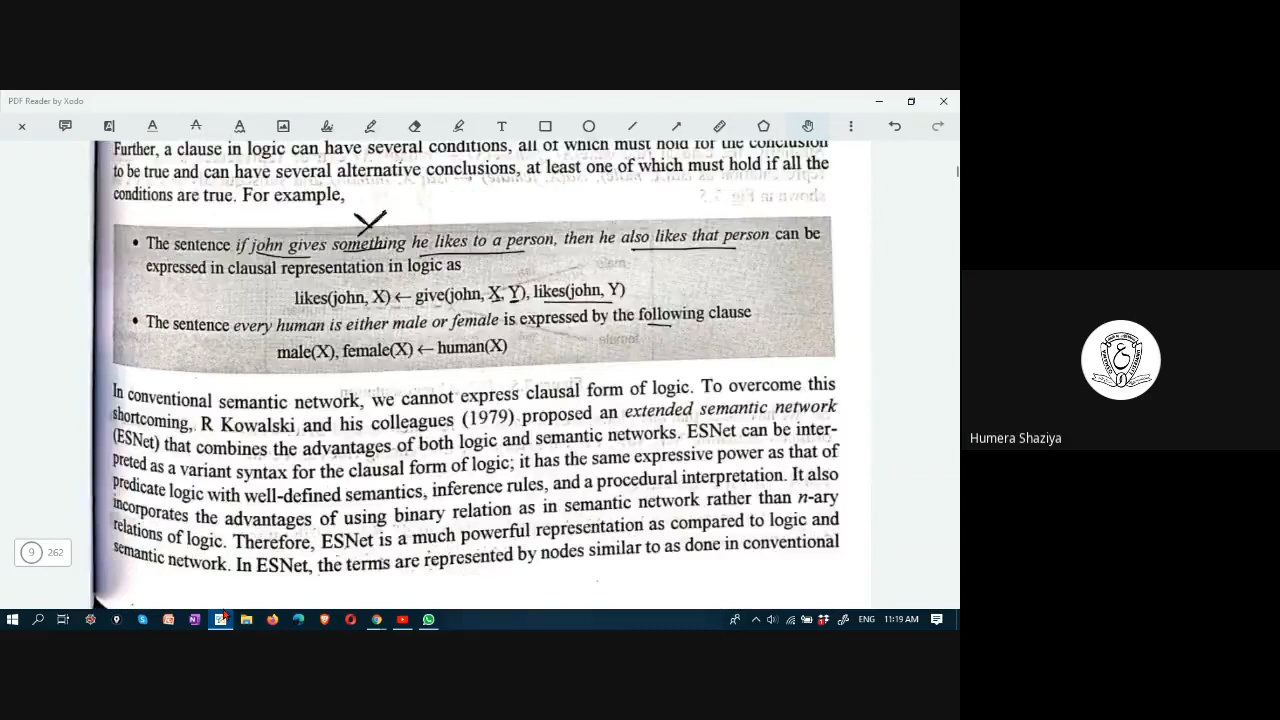 PDF Reader by Xodo
Further, a clause in logic can have several conditions, all of which must hold for the conclusion
to be true and can have several alternative conclusions, at least one of which must hold if all the
conditions are true. For example,
• The sentence if john gives something he likes to a person, then he also likes that person can be
expressed in clausal representation in logic as
likes(john, X) ← give(john, X, Y), likes(john, Y)
• The sentence every human is either male or female is expressed by the following clause
male(X), female(X) ← human(X)
In conventional semantic network, we cannot express clausal form of logic. To overcome this
shortcoming, R Kowalski and his colleagues (1979) proposed an extended semantic network
(ESNet) that combines the advantages of both logic and semantic networks. ESNet can be inter-
preted as a variant syntax for the clausal form of logic; it has the same expressive power as that of
predicate logic with well-defined semantics, inference rules, and a procedural interpretation. It also
incorporates the advantages of using binary relation as in semantic network rather than n-ary
relations of logic. Therefore, ESNet is a much powerful representation as compared to logic and
semantic network. In ESNet, the terms are represented by nodes similar to as done in conventional
9 262
ENG 11:19 AM
Humera Shaziya